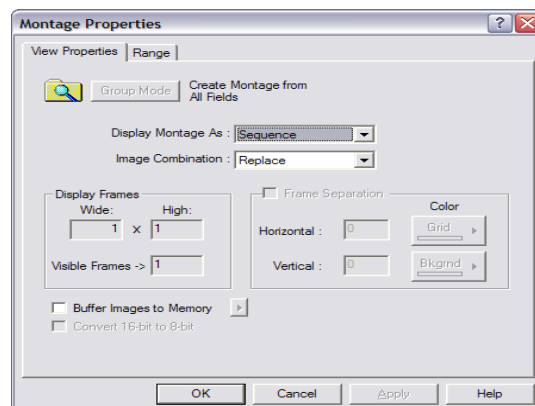 Montage Properties
View Properties
Range
Group Mode
Create Montage from
All Fields
Display Montage As :
Sequence
Image Combination :
Replace
Display Frames
Wide:
High:
1
x
1
Visible Frames ->
1
Frame Separation
Color
Horizontal :
0
Grid
Vertical :
0
Bkgrnd
Buffer Images to Memory
Convert 16-bit to 8-bit
OK
Cancel
Apply
Help